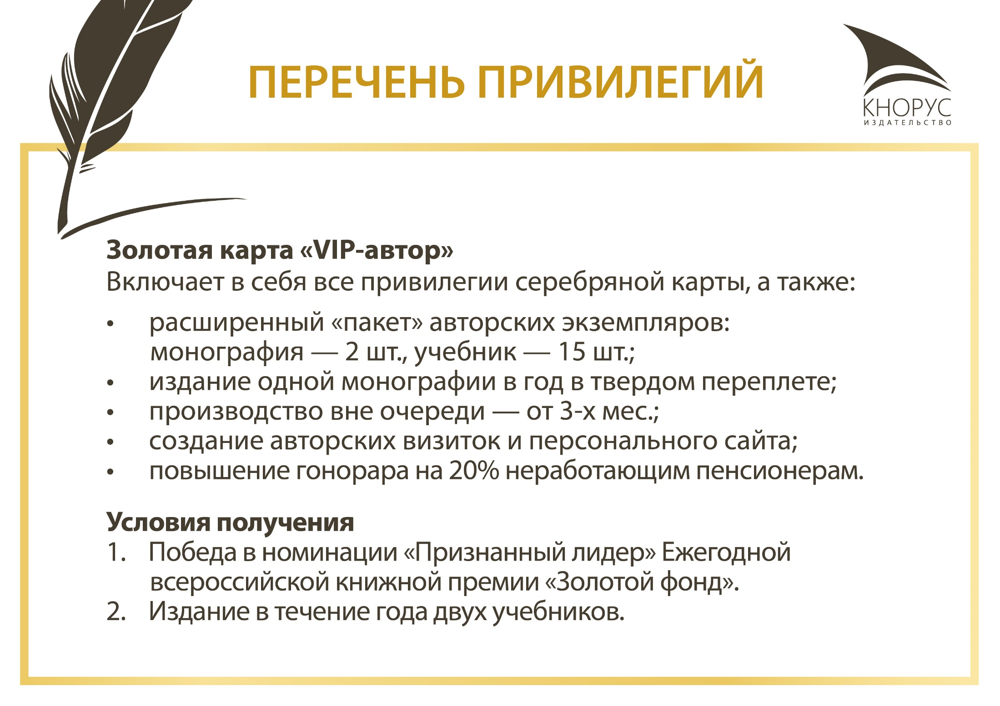 ПЕРЕЧЕНЬ ПРИВИЛЕГИЙ
КНОРУС
ИЗДАТЕЛЬСТВО
Золотая карта «VIP-автор»
Включает в себя все привилегии серебряной карты, а также:
• расширенный «пакет» авторских экземпляров:
монография — 2 шт., учебник — 15 шт.;
• издание одной монографии в год в твердом переплете;
• производство вне очереди — от 3-х мес.;
• создание авторских визиток и персонального сайта;
• повышение гонорара на 20% неработающим пенсионерам.
Условия получения
1. Победа в номинации «Признанный лидер» Ежегодной
всероссийской книжной премии «Золотой фонд».
2. Издание в течение года двух учебников.